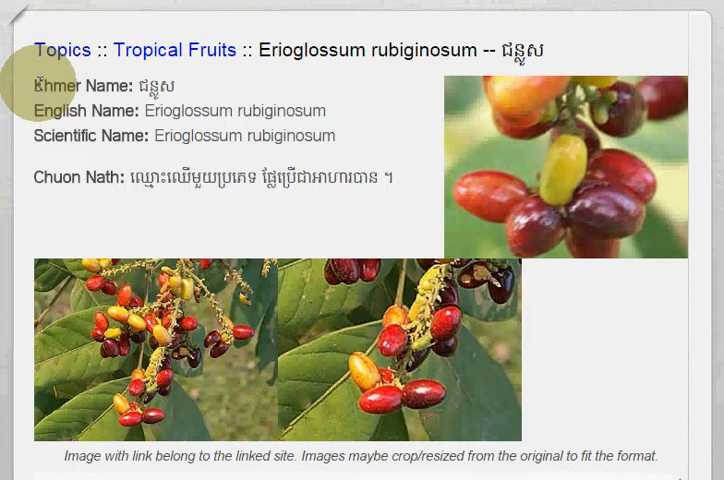 Topics :: Tropical Fruits :: Erioglossum rubiginosum -- ជន្លួស
Khmer Name: ជន្លួស
English Name: Erioglossum rubiginosum
Scientific Name: Erioglossum rubiginosum
Chuon Nath: ឈ្មោះឈើមួយប្រភេទ ផ្លែប្រើជាអាហារបាន ។
Image with link belong to the linked site. Images maybe crop/resized from the original to fit the format.